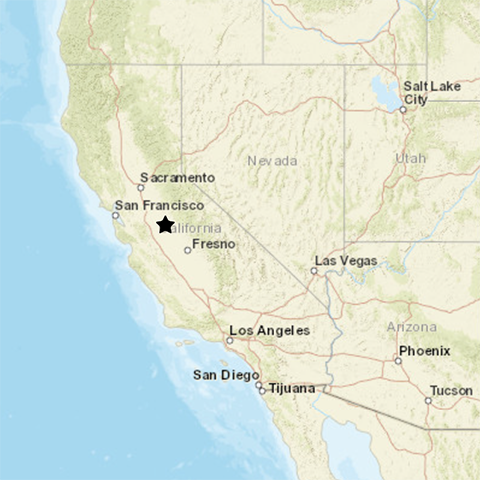 Salt Lake
City
Nevada
Utah
Sacramento
San Francisco
alifornia
Fresno
Las Vegas
Los Angeles
Arizona
Phoenix
San Diego
Tijuana
Tucson